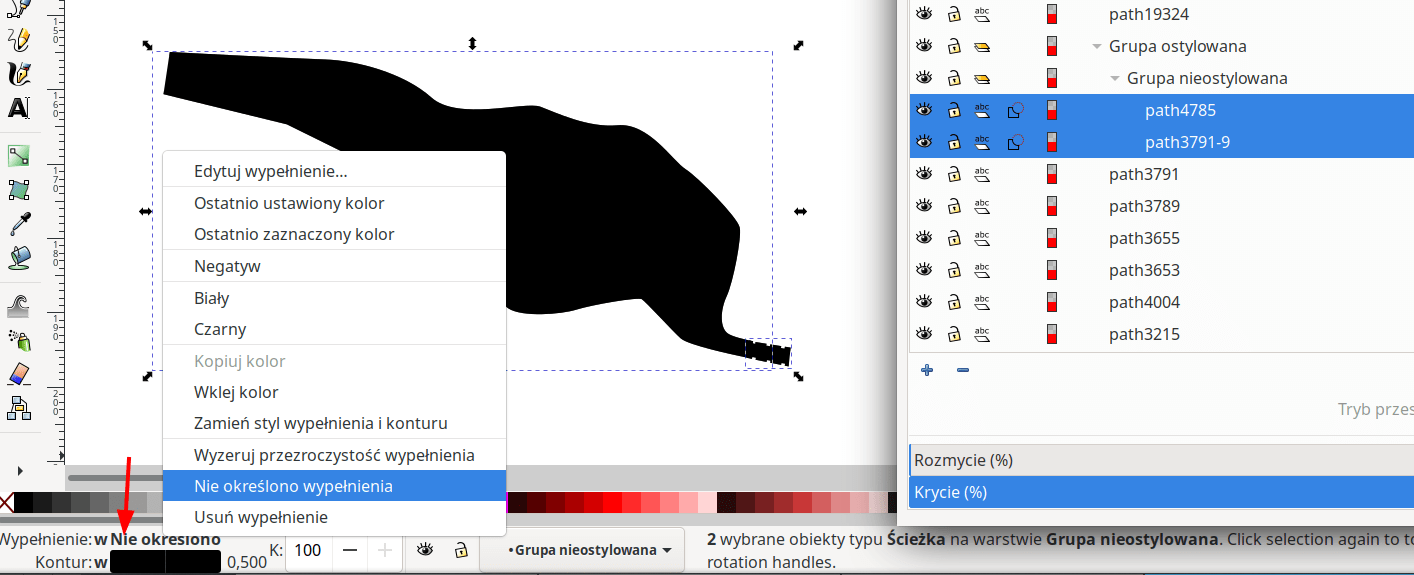 path19324
Grupa ostylowana
Grupa nieostylowana
path4785
path3791-9
path3791
path3789
path3655
path3653
path4004
path3215
Edytuj wypełnienie...
Ostatnio ustawiony kolor
Ostatnio zaznaczony kolor
Negatyw
Biały
Czarny
Kopiuj kolor
Wklej kolor
Zamień styl wypełnienia i konturu
Wyzeruj przezroczystość wypełnienia
Nie określono wypełnienia
Usuń wypełnienie
Tryb przes
Rozmycie (%)
Krycie (%)
Wypełnienie: w Nie określono
Kontur: w 0,500
K: 100
•Grupa nieostylowana
2 wybrane obiekty typu Ścieżka na warstwie Grupa nieostylowana. Click selection again to to
rotation handles.